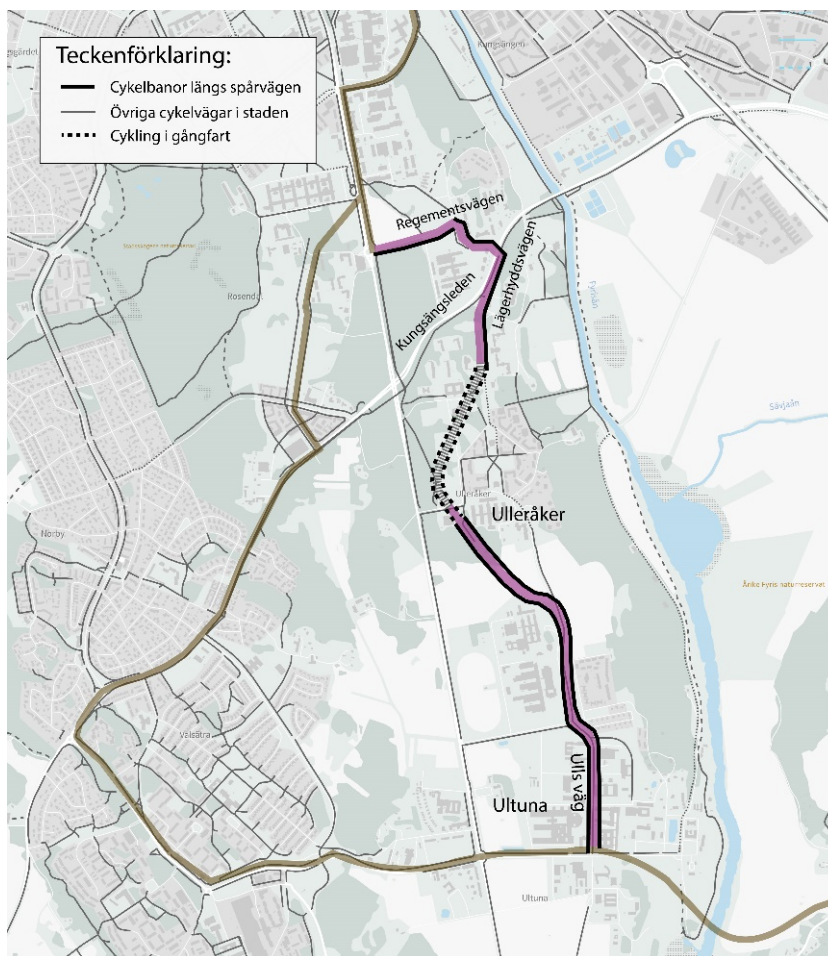 Teckenförklaring:
Cykelbanor längs spårvägen
Övriga cykelvägar i staden
Cykling i gångfart
Kungsängen
Regementsvägen
Lägerhyddsvägen
Kungsängsleden
Rosendal
Fyrisån
Sävjaån
Norby
Ulleråker
Ulleråker
Årike Fyris naturreservat
Valsätra
Ultuna
Ulls väg
Ultuna